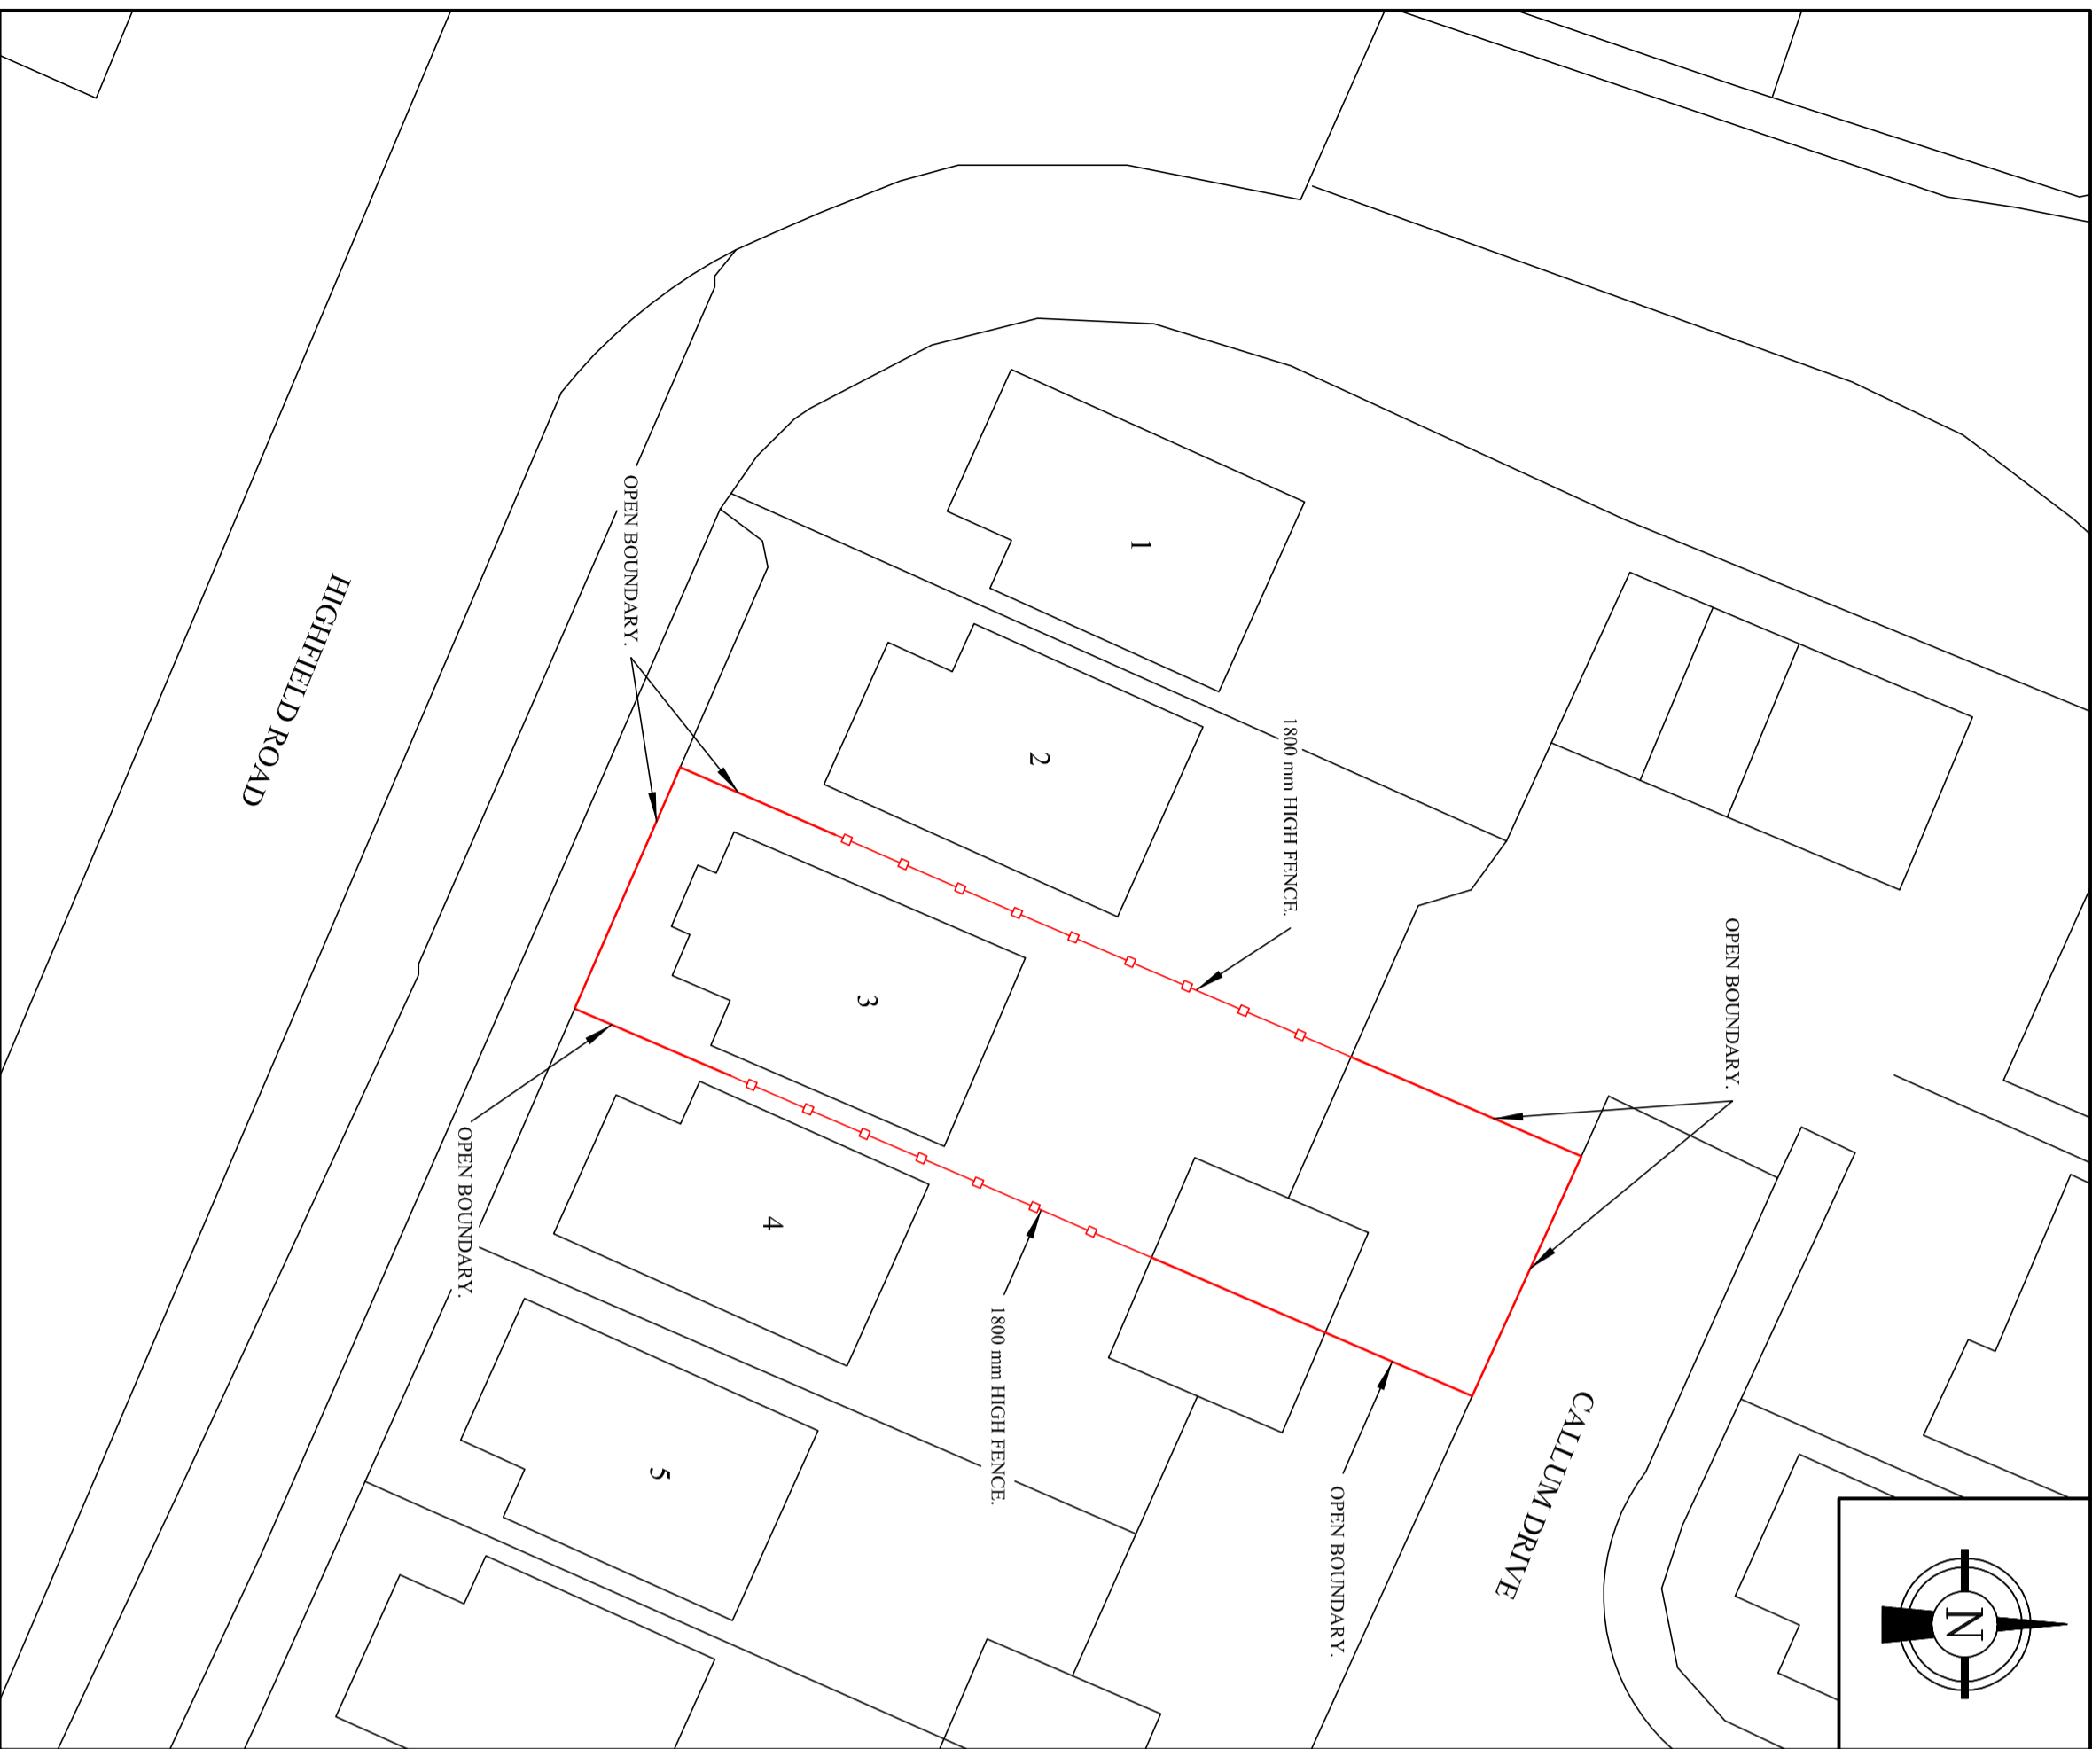 N
OPEN BOUNDARY.
CALLUM DRIVE
OPEN BOUNDARY.
1800 mm HIGH FENCE.
1800 mm HIGH FENCE.
1
2
3
4
5
OPEN BOUNDARY.
OPEN BOUNDARY.
HIGHFIELD ROAD